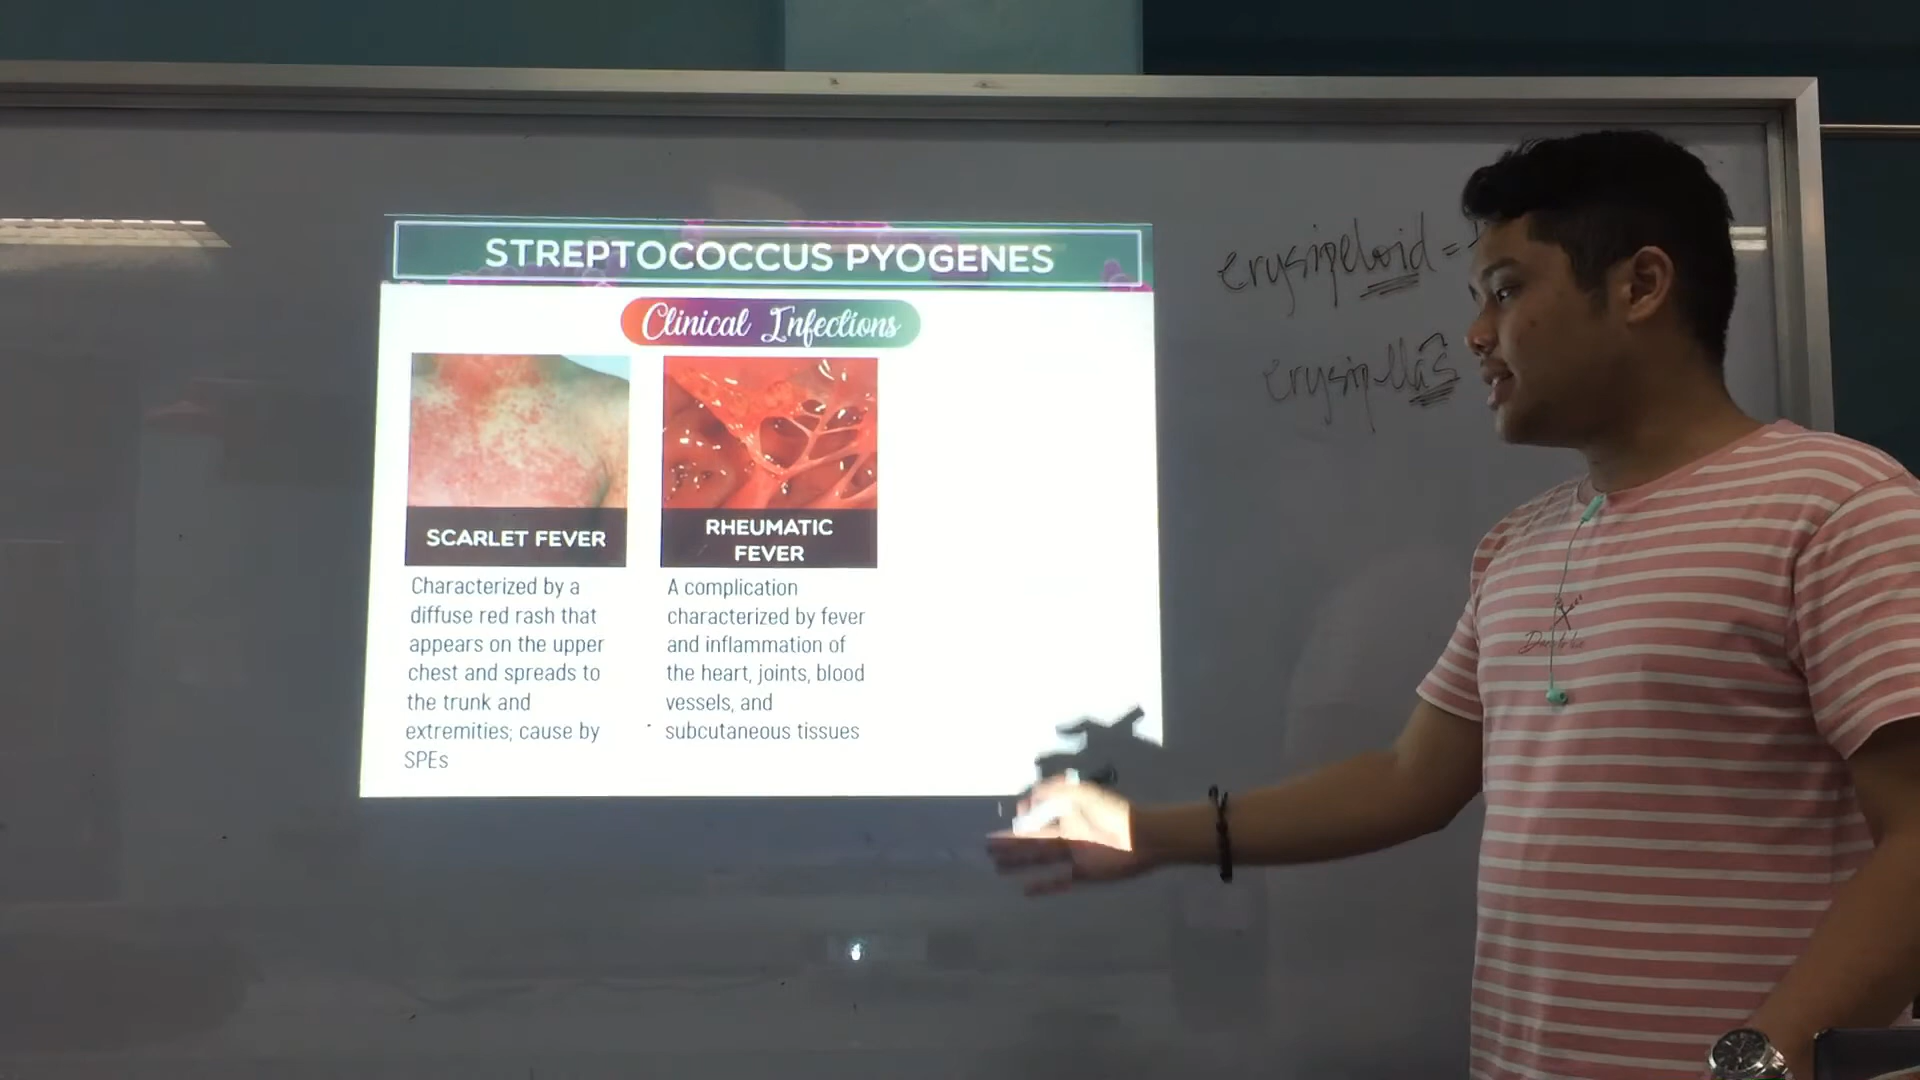 STREPTOCOCCUS PYOGENES
Clinical Infections
SCARLET FEVER
Characterized by a
diffuse red rash that
appears on the upper
chest and spreads to
the trunk and
extremities; cause by
SPEs
RHEUMATIC
FEVER
A complication
characterized by fever
and inflammation of
the heart, joints, blood
vessels, and
subcutaneous tissues
erysipeloid =
erysipellas